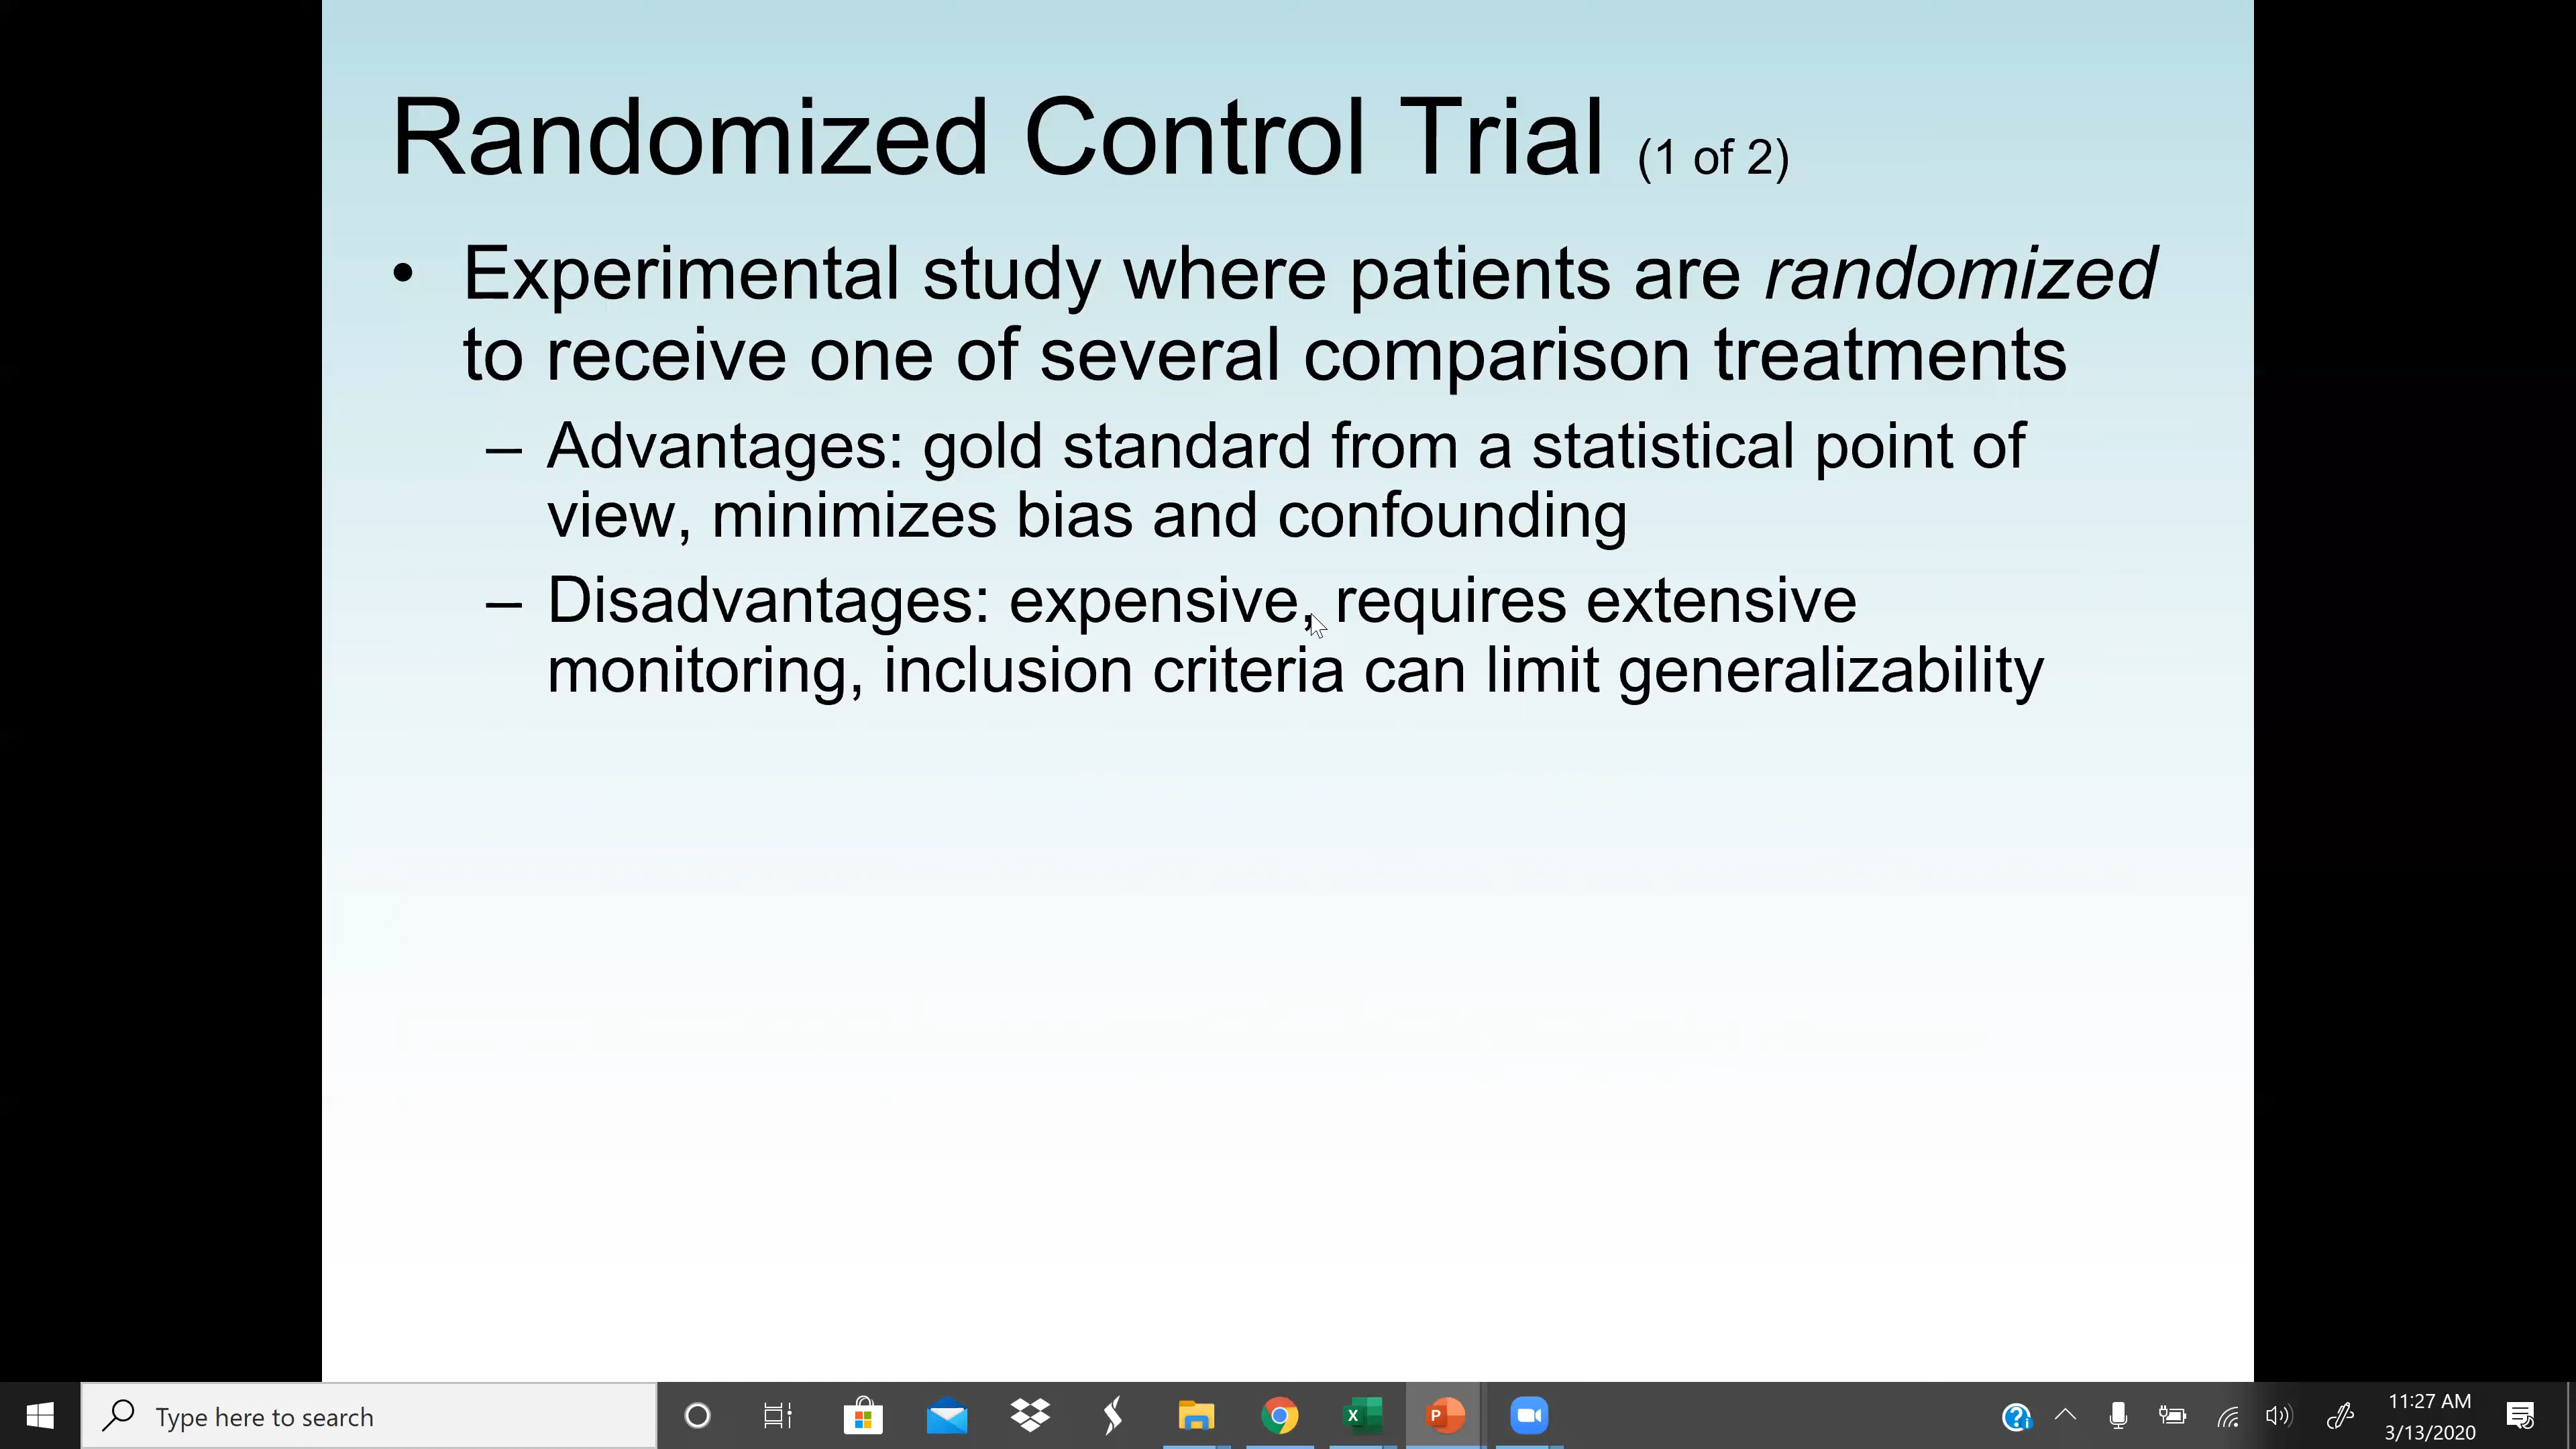 Randomized Control Trial (1 of 2)
• Experimental study where patients are randomized
to receive one of several comparison treatments
– Advantages: gold standard from a statistical point of
view, minimizes bias and confounding
– Disadvantages: expensive, requires extensive
monitoring, inclusion criteria can limit generalizability
Type here to search
11:27 AM
3/13/2020